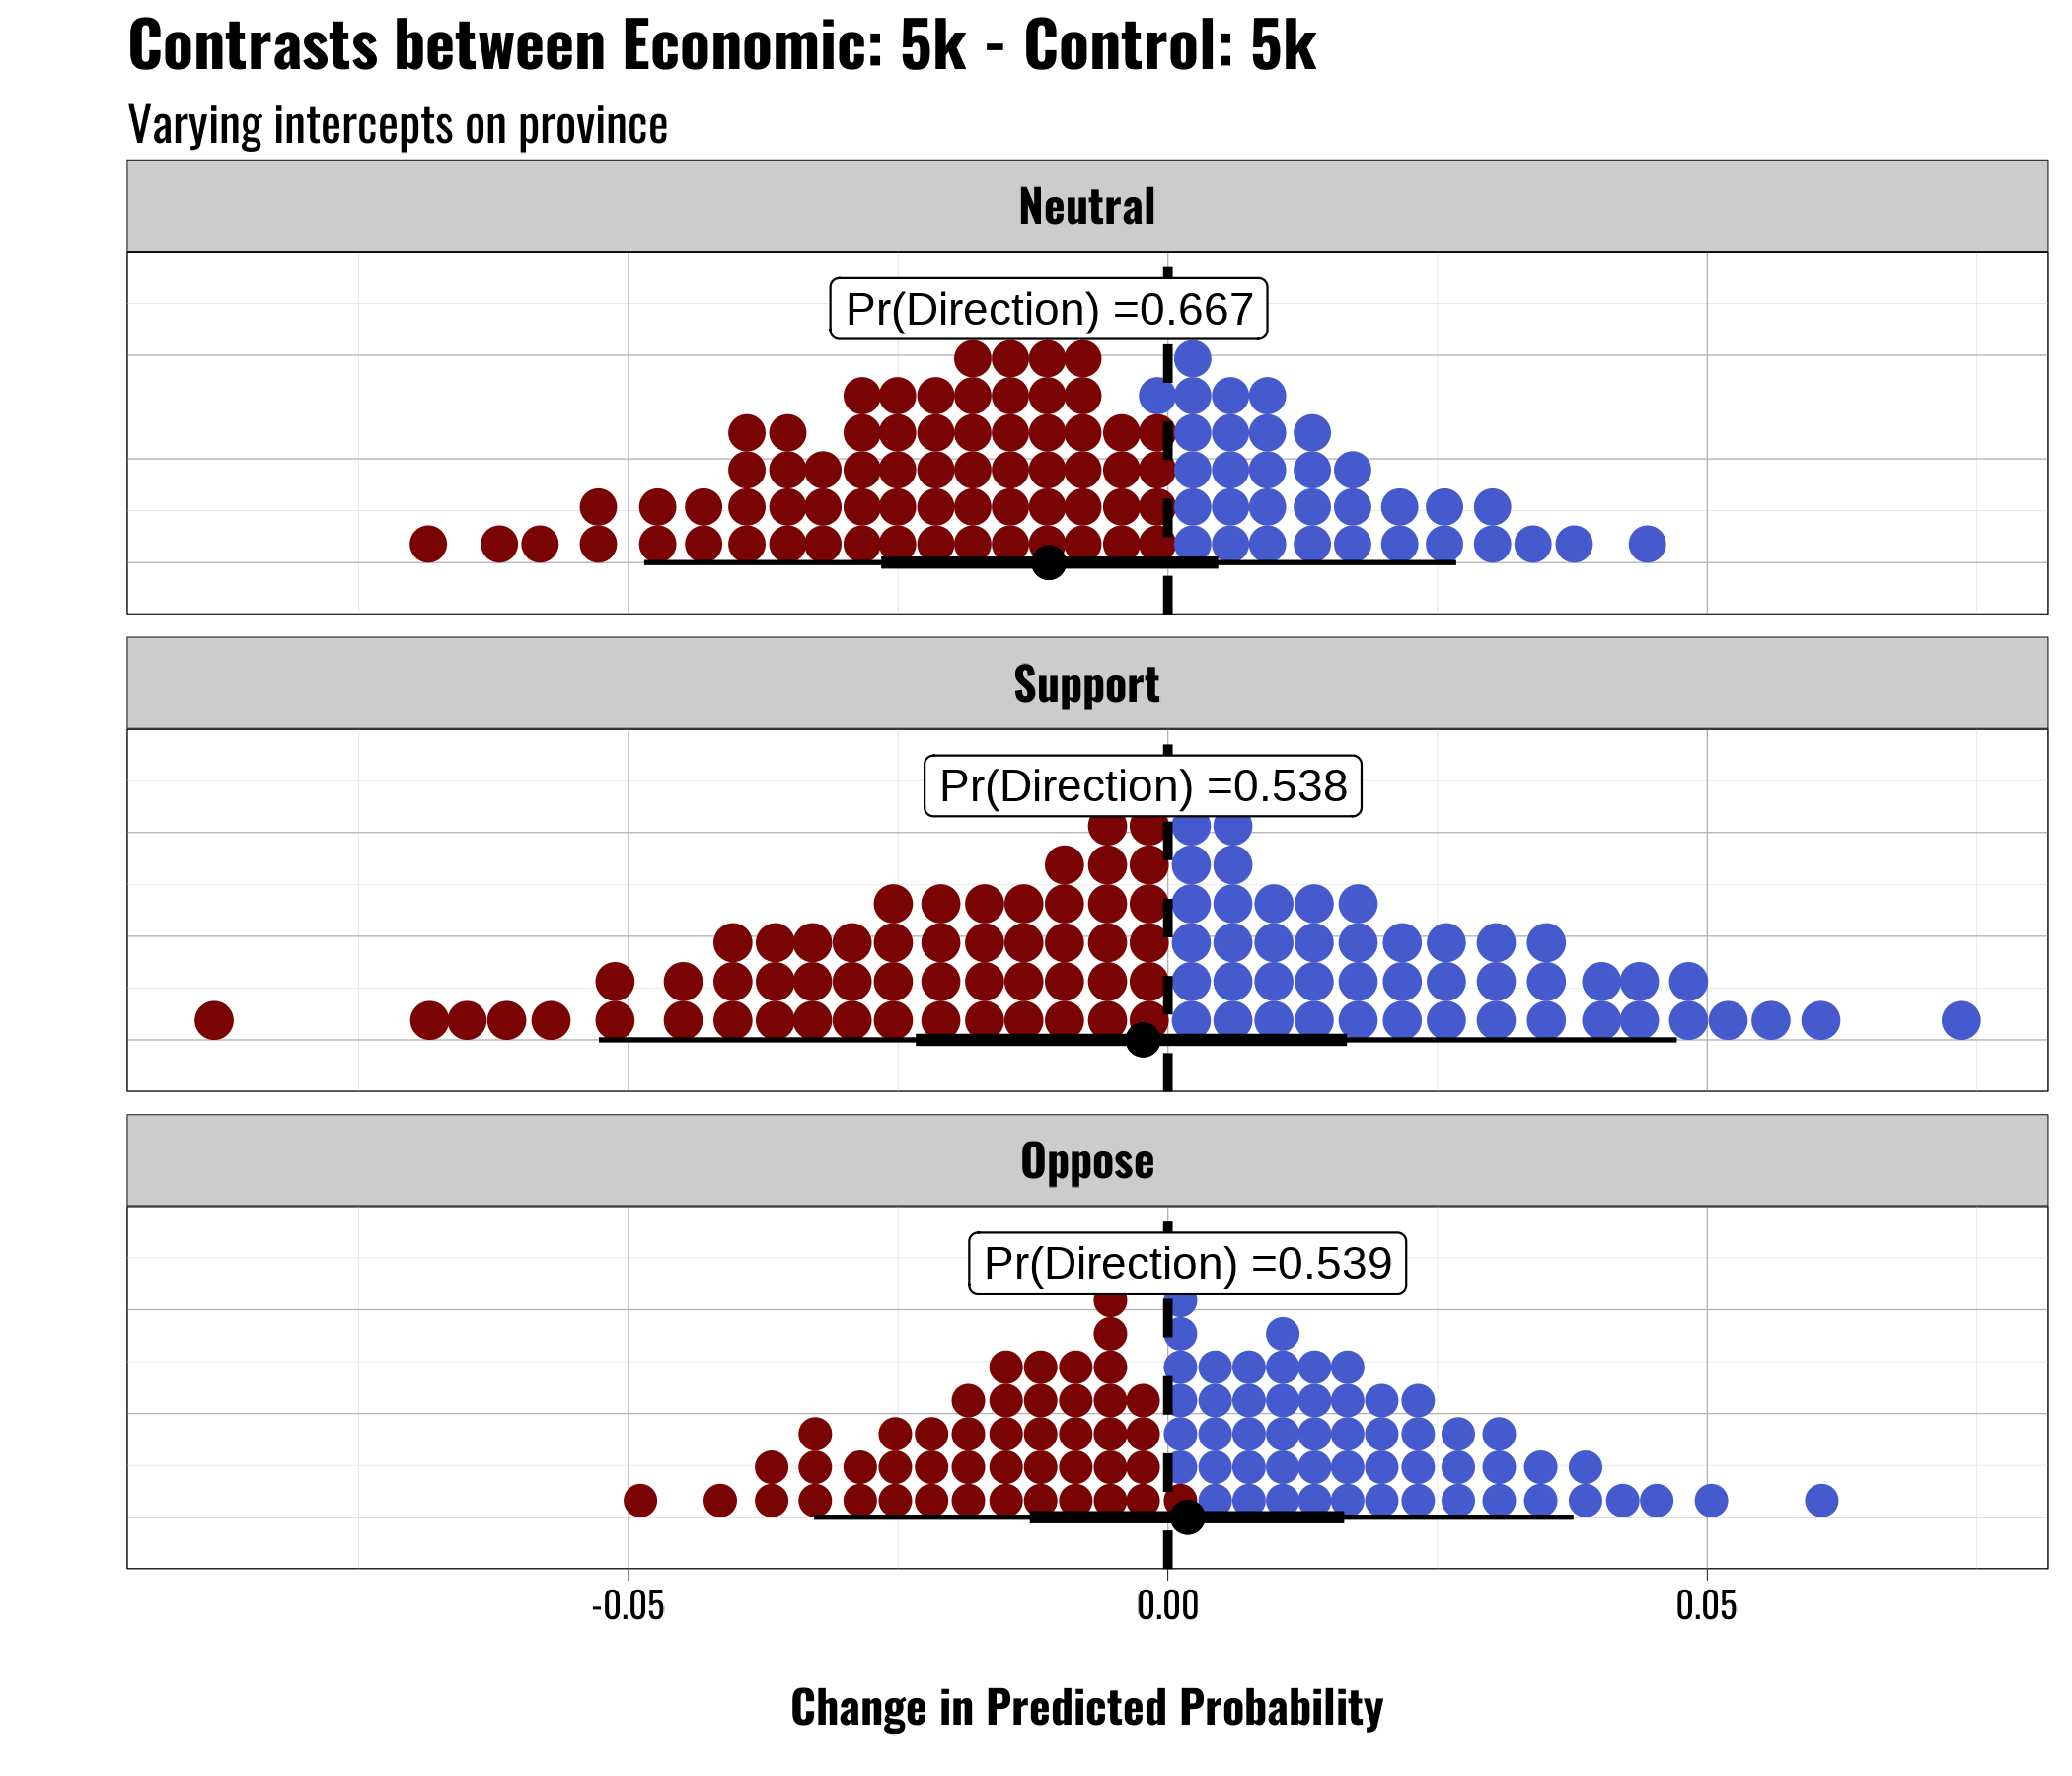 Contrasts between Economic: 5k - Control: 5k
Varying intercepts on province
Neutral
Pr(Direction) =0.667
Support
Pr(Direction) =0.538
Oppose
Pr(Direction) =0.539
-0.05 0.00 0.05
Change in Predicted Probability